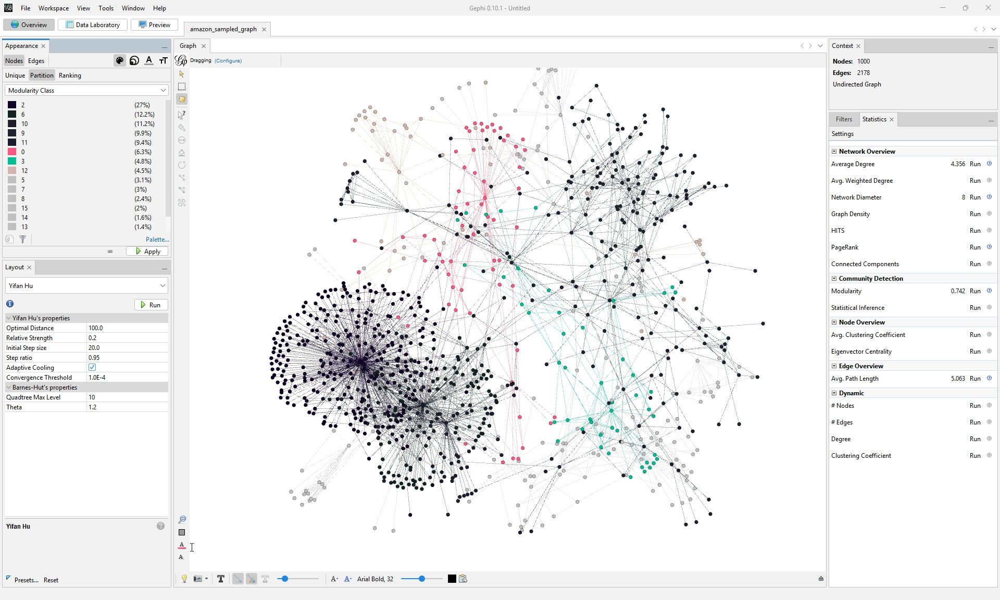 File Workspace View Tools Window Help
Gephi 0.10.1 - Untitled
Overview Data Laboratory Preview
amazon_sampled_graph
Appearance
Nodes Edges
Unique Partition Ranking
Modularity Class
2 (27%)
6 (12.2%)
10 (11.2%)
9 (9.9%)
11 (9.4%)
0 (6.3%)
3 (4.8%)
12 (4.5%)
5 (3.1%)
7 (3%)
8 (2.4%)
15 (2%)
14 (1.6%)
13 (1.4%)
Palette...
Apply
Layout
Yifan Hu
Run
Yifan Hu's properties
Optimal Distance 100.0
Relative Strength 0.2
Initial Step size 20.0
Step ratio 0.95
Adaptive Cooling
Convergence Threshold 1.0E-4
Barnes-Hut's properties
Quadtree Max Level 10
Theta 1.2
Yifan Hu
Presets... Reset
Graph
Dragging (Configure)
Arial Bold, 32
Context
Nodes: 1000
Edges: 2178
Undirected Graph
Filters Statistics
Settings
Network Overview
Average Degree 4.356 Run
Avg. Weighted Degree Run
Network Diameter 8 Run
Graph Density Run
HITS Run
PageRank Run
Connected Components Run
Community Detection
Modularity 0.742 Run
Statistical Inference Run
Node Overview
Avg. Clustering Coefficient Run
Eigenvector Centrality Run
Edge Overview
Avg. Path Length 5.063 Run
Dynamic
# Nodes Run
# Edges Run
Degree Run
Clustering Coefficient Run